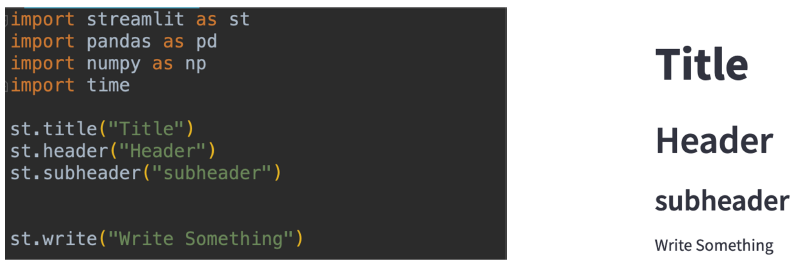 import streamlit as st
import pandas as pd
import numpy as np
import time
st.title("Title")
st.header("Header")
st.subheader("subheader")
st.write("Write Something")
Title
Header
subheader
Write Something